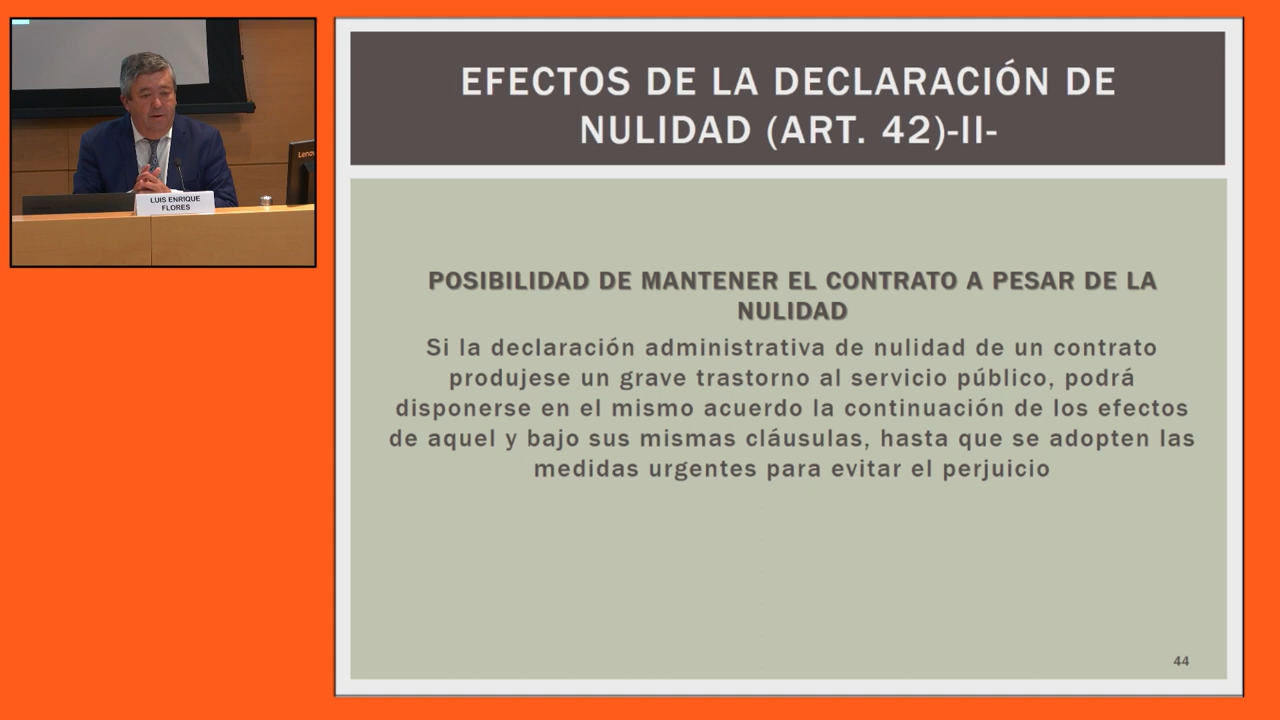 Lenov
LUIS ENRIQUE
FLORES
EFECTOS DE LA DECLARACIÓN DE
NULIDAD (ART. 42)-II-
POSIBILIDAD DE MANTENER EL CONTRATO A PESAR DE LA
NULIDAD
Si la declaración administrativa de nulidad de un contrato
produjese un grave trastorno al servicio público, podrá
disponerse en el mismo acuerdo la continuación de los efectos
de aquel y bajo sus mismas cláusulas, hasta que se adopten las
medidas urgentes para evitar el perjuicio
44